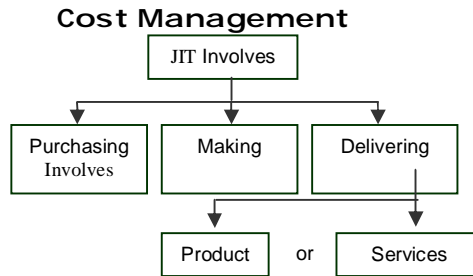 Cost Management
JIT Involves
Purchasing
Involves
Making
Delivering
Product
or
Services